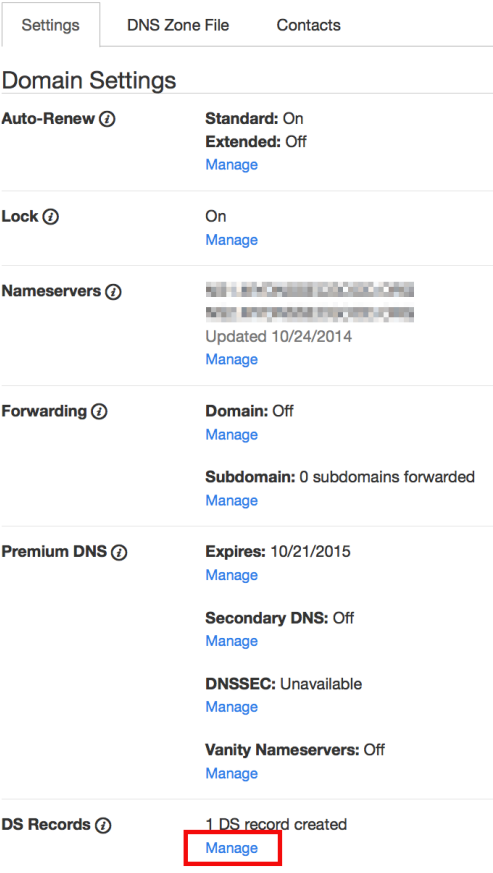 Settings DNS Zone File Contacts
Domain Settings
Auto-Renew Standard: On
Extended: Off
Manage
Lock On
Manage
Nameservers
Updated 10/24/2014
Manage
Forwarding Domain: Off
Manage
Subdomain: 0 subdomains forwarded
Manage
Premium DNS Expires: 10/21/2015
Manage
Secondary DNS: Off
Manage
DNSSEC: Unavailable
Manage
Vanity Nameservers: Off
Manage
DS Records 1 DS record created
Manage